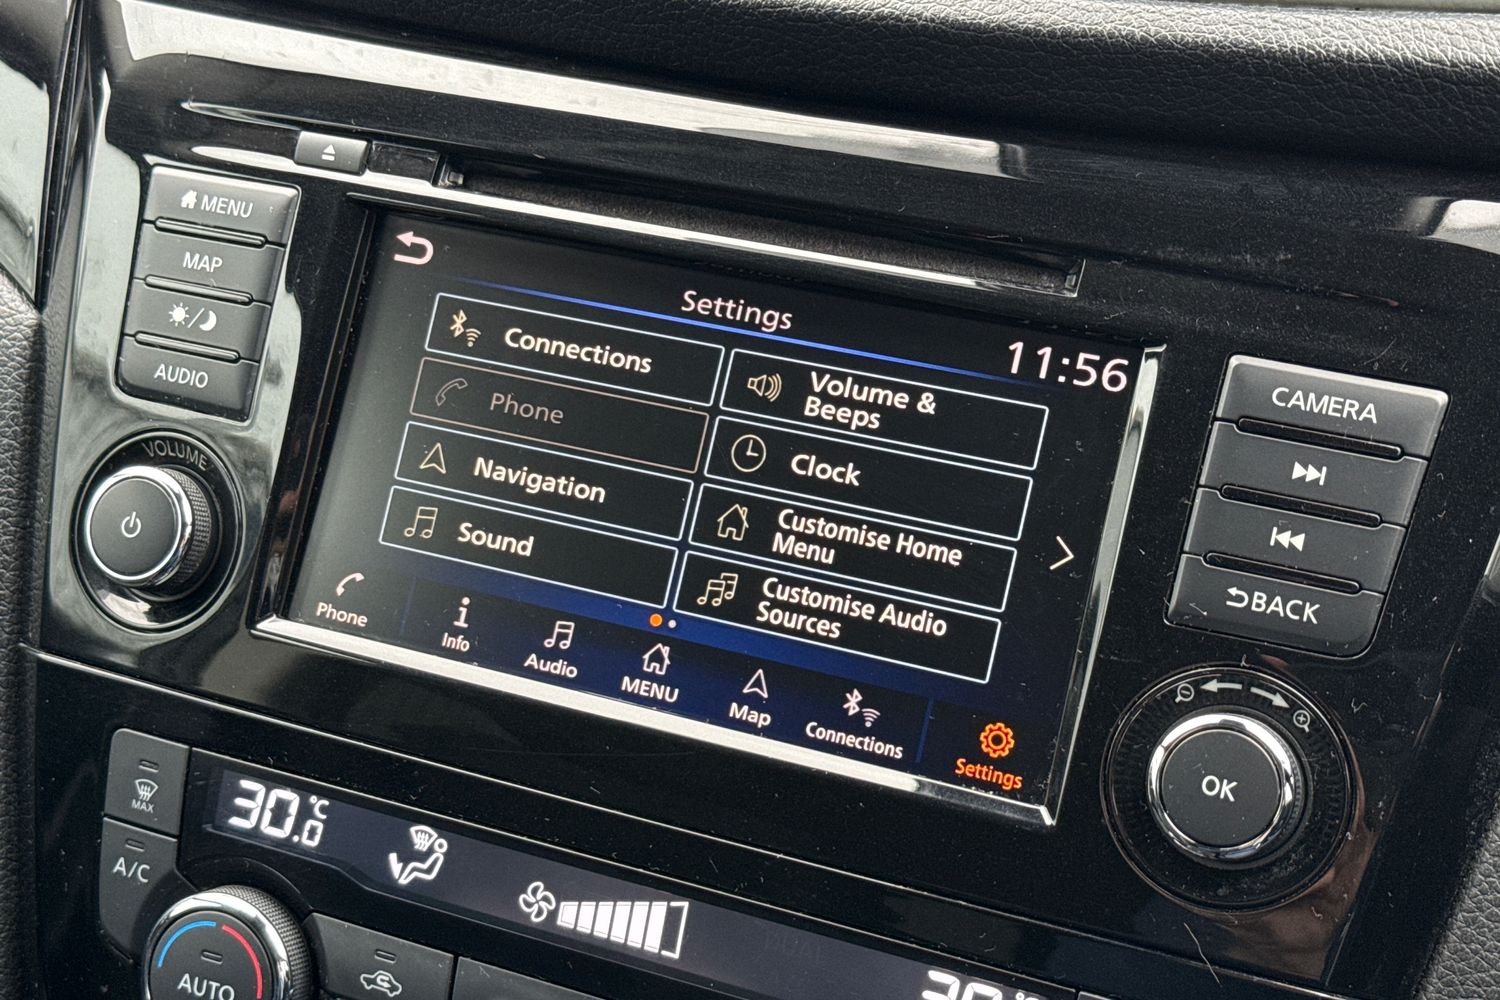 MENU
MAP
AUDIO
VOLUME
Settings
11:56
Connections
Phone
Navigation
Sound
Volume &
Beeps
Clock
Customise Home
Menu
Customise Audio
Sources
Phone
Info
Audio
MENU
Map
Connections
Settings
CAMERA
BACK
OK
MAX
A/C
30.0°C
AUTO